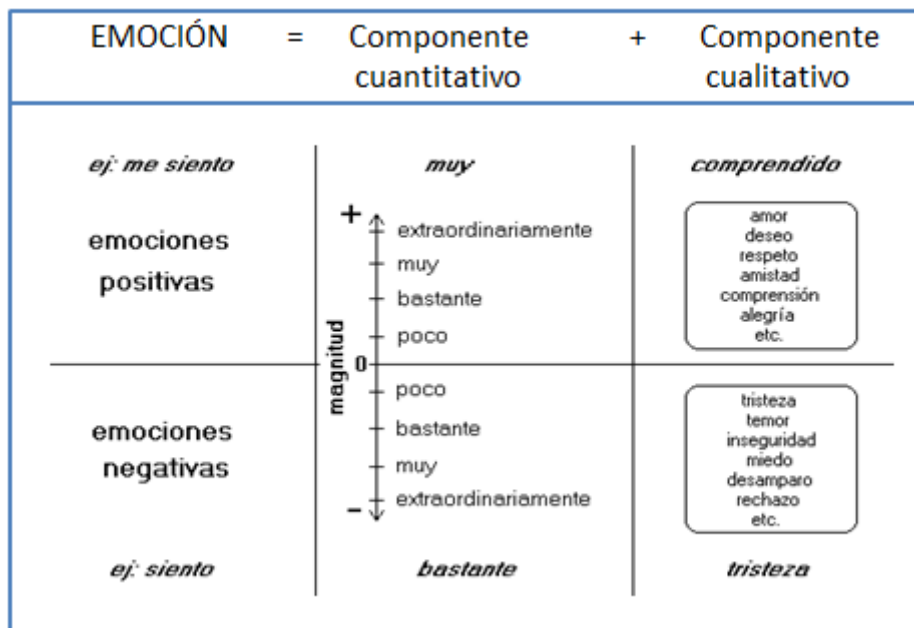 EMOCIÓN = Componente cuantitativo + Componente cualitativo
ej: me siento muy comprendido
emociones
positivas
+
extraordinariamente
muy
bastante
poco
amor
deseo
respeto
amistad
comprensión
alegría
etc.
magnitud
0
emociones
negativas
poco
bastante
muy
extraordinariamente
-
tristeza
temor
inseguridad
miedo
desamparo
rechazo
etc.
ej: siento bastante tristeza